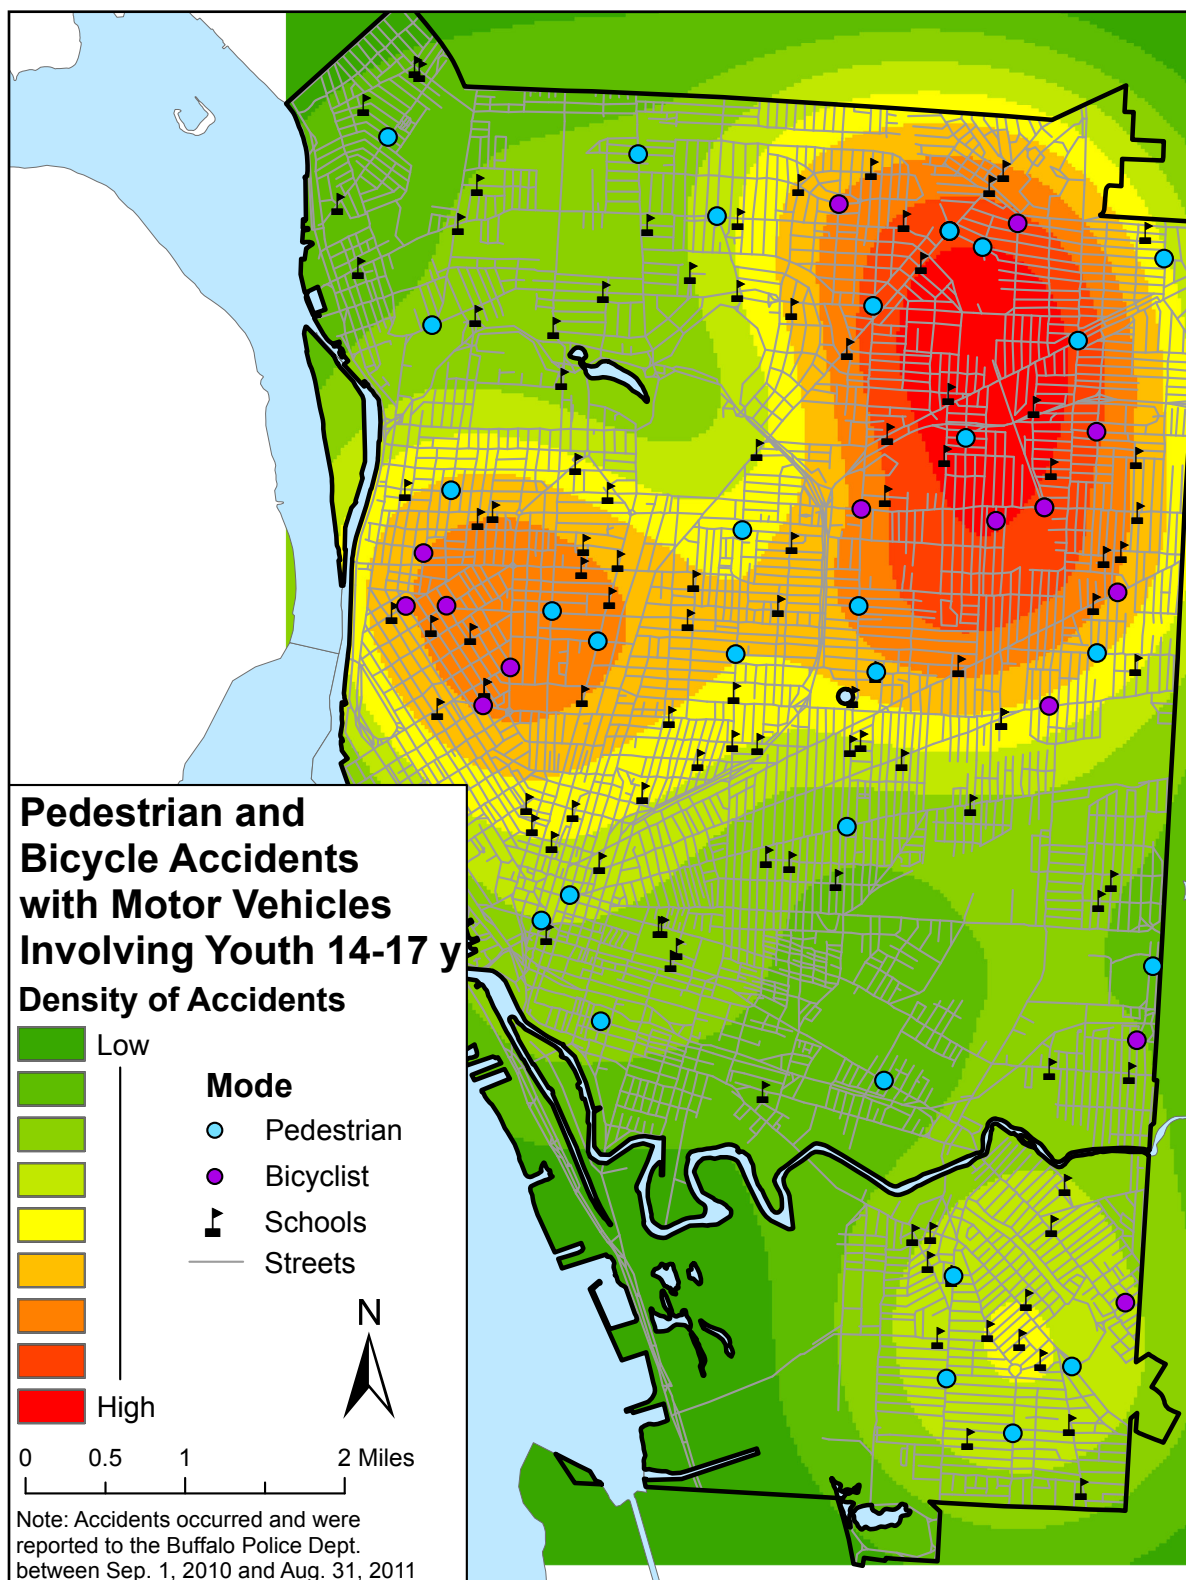 Pedestrian and
Bicycle Accidents
with Motor Vehicles
Involving Youth 14-17 y
Density of Accidents
Low
High
Mode
Pedestrian
Bicyclist
Schools
Streets
N
0 0.5 1 2 Miles
Note: Accidents occurred and were
reported to the Buffalo Police Dept.
between Sep. 1, 2010 and Aug. 31, 2011